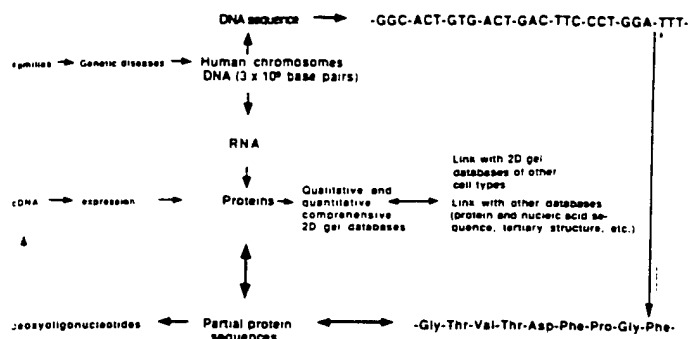 DNA sequence
-GGC-ACT-GTG-ACT-GAC-TTC-CCT-GGA-TTT-
Genetic diseases
Human chromosomes
DNA (3 x 10⁹ base pairs)
RNA
Link with 2D gel
databases of other
cell types
Link with other databases
(protein and nucleic acid se-
quence, tertiary structure, etc.)
cDNA
expression
Proteins
Qualitative and
quantitative
comprehensive
2D gel databases
eoxyoligonucleotides
Partial protein
sequences
-Gly-Thr-Val-Thr-Asp-Phe-Pro-Gly-Phe-